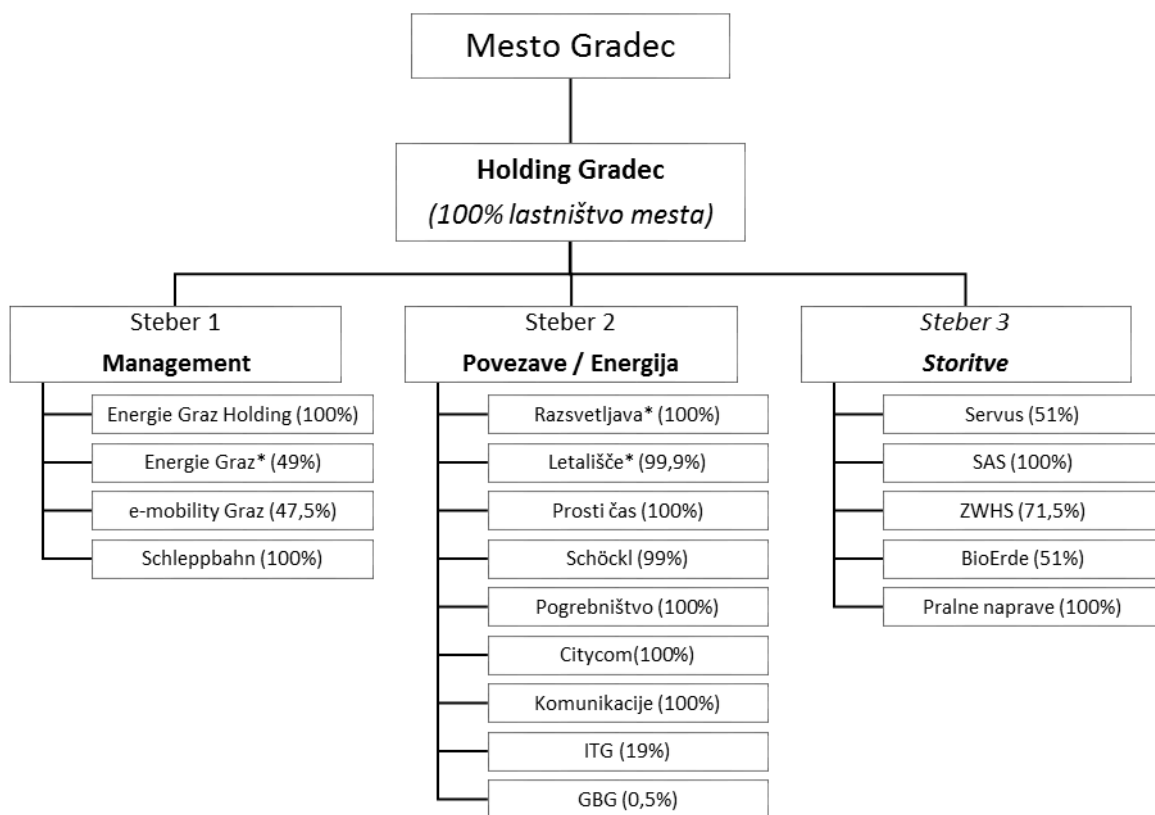 Mesto Gradec
Holding Gradec
(100% lastništvo mesta)
Steber 1
Management
Energie Graz Holding (100%)
Energie Graz* (49%)
e-mobility Graz (47,5%)
Schleppbahn (100%)
Steber 2
Povezave / Energija
Razsvetljava* (100%)
Letališče* (99,9%)
Prosti čas (100%)
Schöckl (99%)
Pogrebništvo (100%)
Citycom(100%)
Komunikacije (100%)
ITG (19%)
GBG (0,5%)
Steber 3
Storitve
Servus (51%)
SAS (100%)
ZWHS (71,5%)
BioErde (51%)
Pralne naprave (100%)